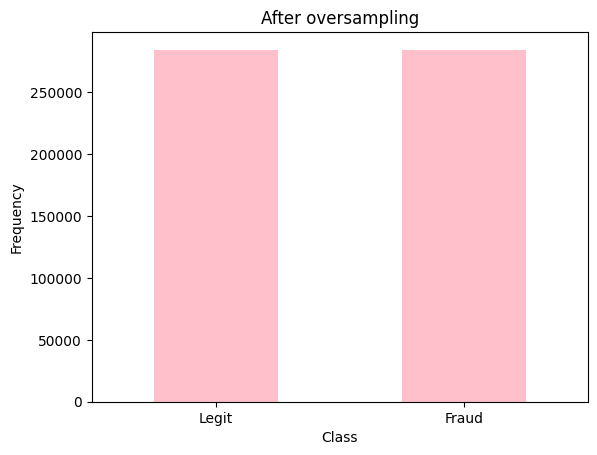 After oversampling
Frequency
250000
200000
150000
100000
50000
0
Legit
Fraud
Class